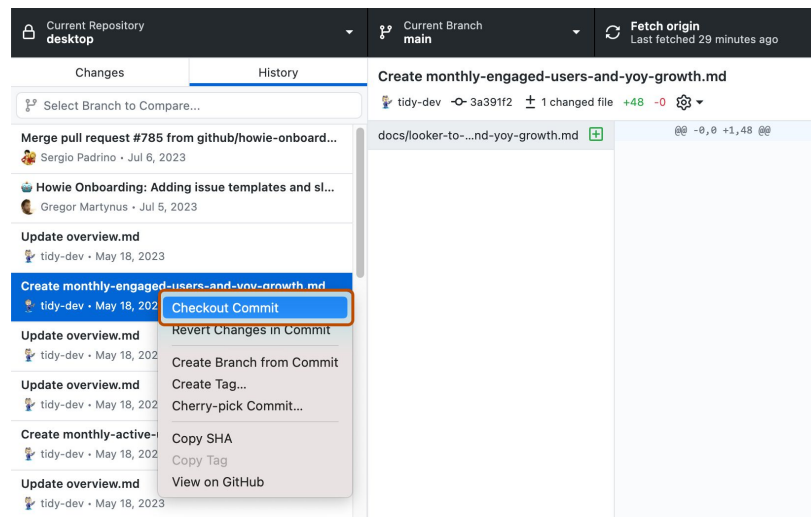 Current Repository
desktop
Current Branch
main
Fetch origin
Last fetched 29 minutes ago
Changes
History
Select Branch to Compare...
Merge pull request #785 from github/howie-onboard...
Sergio Padrino • Jul 6, 2023
Howie Onboarding: Adding issue templates and sl...
Gregor Martynus • Jul 5, 2023
Update overview.md
tidy-dev • May 18, 2023
Create monthly-engaged-users-and-yoy-growth.md
tidy-dev • May 18, 202
Update overview.md
tidy-dev • May 18, 202
Update overview.md
tidy-dev • May 18, 202
Create monthly-active-
tidy-dev • May 18, 202
Update overview.md
tidy-dev • May 18, 2023
Checkout Commit
Revert Changes in Commit
Create Branch from Commit
Create Tag...
Cherry-pick Commit...
Copy SHA
Copy Tag
View on GitHub
Create monthly-engaged-users-and-yoy-growth.md
tidy-dev 3a391f2 1 changed file +48 -0
docs/looker-to-...nd-yoy-growth.md
@@ -0,0 +1,48 @@